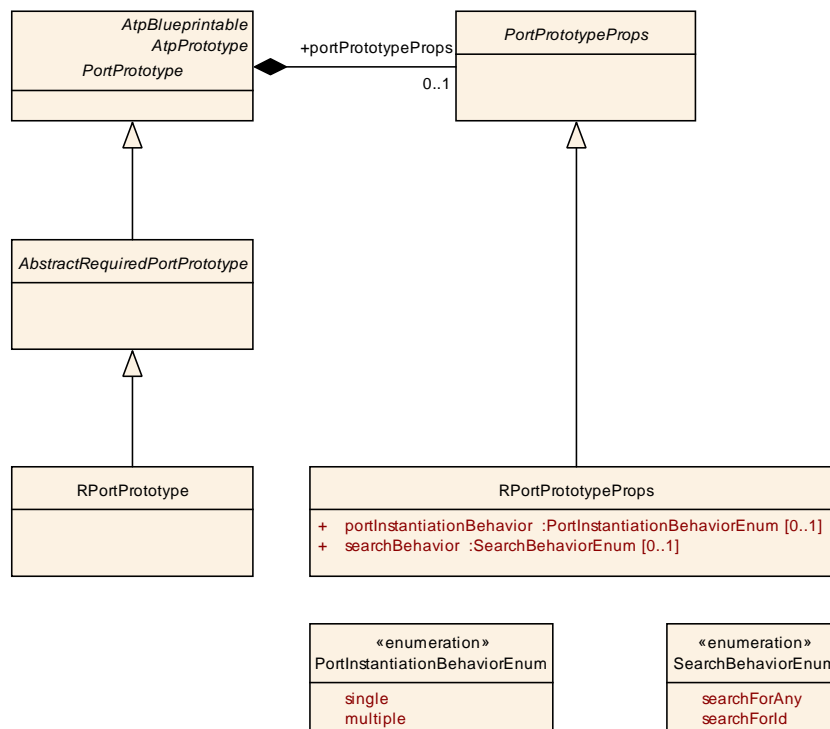 AtpBlueprintable
AtpPrototype
PortPrototype
+portPrototypeProps
0..1
PortPrototypeProps
AbstractRequiredPortPrototype
RPortPrototype
RPortPrototypeProps
+ portInstantiationBehavior :PortInstantiationBehaviorEnum [0..1]
+ searchBehavior :SearchBehaviorEnum [0..1]
«enumeration»
PortInstantiationBehaviorEnum
single
multiple
«enumeration»
SearchBehaviorEnum
searchForAny
searchForId